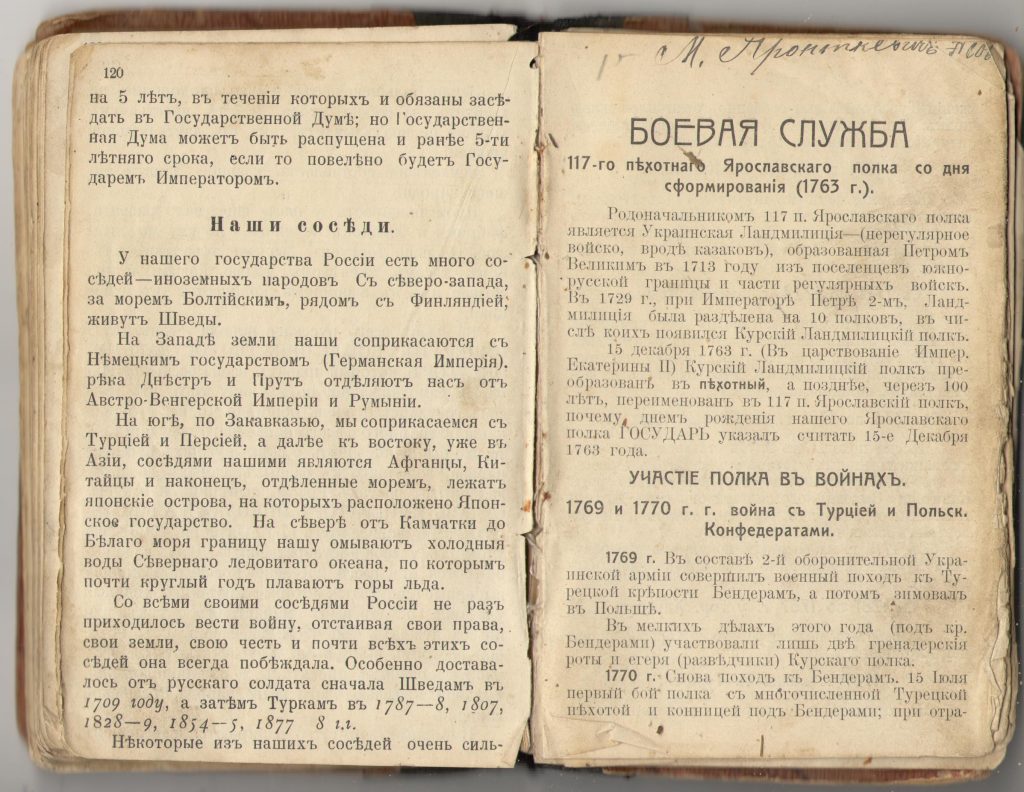 120
на 5 лѣтъ, въ теченіи которыхъ и обязаны засѣ-
дать въ Государственной Думѣ; но Государствен-
ная Дума можетъ быть распущена и ранѣе 5-ти
лѣтняго срока, если то повелѣно будетъ Госу-
даремъ Императоромъ.
Наши сосѣди.
У нашего государства Россіи есть много со-
сѣдей—иноземныхъ народовъ Съ сѣверо-запада,
за моремъ Болтійскимъ, рядомъ съ Финляндіей,
живутъ Шведы.
На Западѣ земли наши соприкасаются съ
Нѣмецкимъ государствомъ (Германская Имперія),
рѣка Днѣстръ и Прутъ отдѣляютъ насъ отъ
Австро-Венгерской Имперіи и Румыніи.
На югѣ, по Закавказью, мы соприкасаемся съ
Турціей и Персіей, а далѣе къ востоку, уже въ
Азіи, сосѣдями нашими являются Афганцы, Ки-
тайцы и наконецъ, отдѣленные моремъ, лежатъ
японскіе острова, на которыхъ расположено Япон-
ское государство. На сѣверѣ отъ Камчатки до
Бѣлаго моря границу нашу омываютъ холодныя
воды Сѣвернаго ледовитаго океана, по которымъ
почти круглый годъ плаваютъ горы льда.
Со всѣми своими сосѣдями Россіи не разъ
приходилось вести войну, отстаивая свои права,
свои земли, свою честь и почти всѣхъ этихъ со-
сѣдей она всегда побѣждала. Особенно достава-
лось отъ русскаго солдата сначала Шведамъ въ
1709 году, а затѣмъ Туркамъ въ 1787—8, 1807,
1828—9, 1854—5, 1877 8 г.г.
Нѣкоторые изъ нашихъ сосѣдей очень силь-
М.
БОЕВАЯ СЛУЖБА
117-го пѣхотнаго Ярославскаго полка со дня
сформированія (1763 г.).
Родоначальникомъ 117 п. Ярославскаго полка
является Украинская Ландмилиція—(нерегулярное
войско, вродѣ казаковъ), образованная Петромъ
Великимъ въ 1713 году изъ поселенцевъ южно-
русской границы и части регулярныхъ войскъ.
Въ 1729 г., при Императорѣ Петрѣ 2-мъ, Ланд-
милиція была раздѣлена на 10 полковъ, въ чи-
слѣ коихъ появился Курскій Ландмилицкій полкъ.
15 декабря 1763 г. (Въ царствованіе Импер.
Екатерины II) Курскій Ландмилицкій полкъ пре-
образованъ въ пѣхотный, а позднѣе, черезъ 100
лѣтъ, переименованъ въ 117 п. Ярославскій полкъ,
почему днемъ рожденія нашего Ярославскаго
полка ГОСУДАРЬ указалъ считать 15-е Декабря
1763 года.
УЧАСТІЕ ПОЛКА ВЪ ВОЙНАХЪ.
1769 и 1770 г. г. война съ Турціей и Польск.
Конфедератами.
1769 г. Въ составѣ 2-й оборонительной Укра-
инской арміи совершилъ военный походъ къ Ту-
рецкой крѣпости Бендерамъ, а потомъ зимовалъ
въ Польшѣ.
Въ мелкихъ дѣлахъ этого года (подъ кр.
Бендерами) участвовали лишь двѣ гренадерскія
роты и егеря (развѣдчики) Курскаго полка.
1770 г. Снова походъ къ Бендерамъ. 15 Іюля
первый бой полка съ многочисленной Турецкой
пѣхотой и конницей подъ Бендерами; при отра-